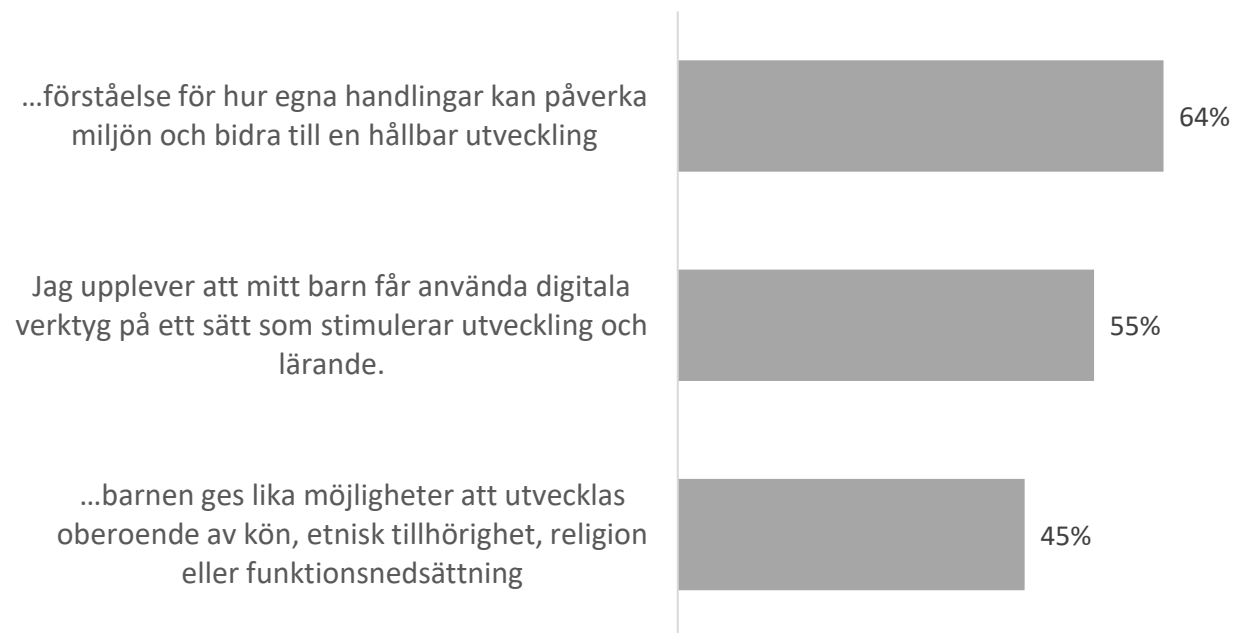 …förståelse för hur egna handlingar kan påverka
miljön och bidra till en hållbar utveckling
64%
Jag upplever att mitt barn får använda digitala
verktyg på ett sätt som stimulerar utveckling och
lärande.
55%
…barnen ges lika möjligheter att utvecklas
oberoende av kön, etnisk tillhörighet, religion
eller funktionsnedsättning
45%